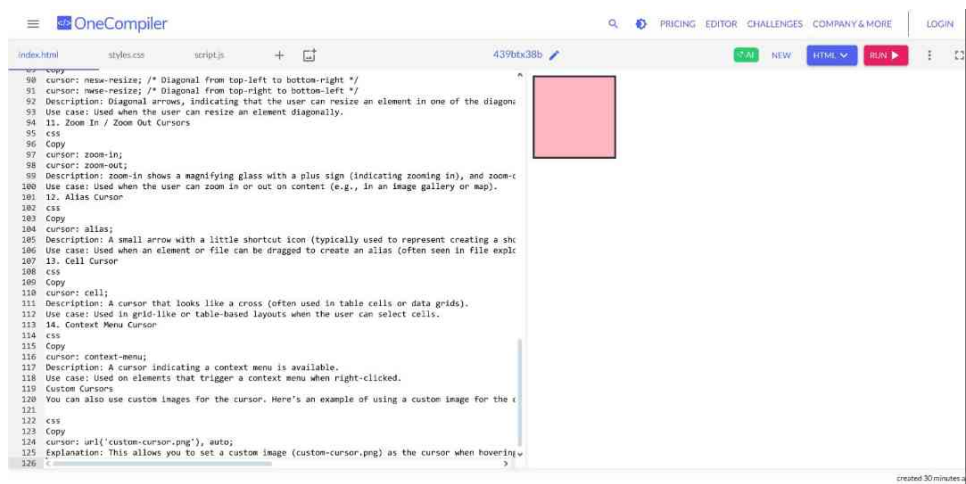 OneCompiler
PRICING EDITOR CHALLENGES COMPANY & MORE LOGIN
index.html styles.css script.js + 439btx38b AI NEW HTML RUN
89 Copy
90 cursor: nesw-resize; /* Diagonal from top-left to bottom-right */
91 cursor: nwse-resize; /* Diagonal from top-right to bottom-left */
92 Description: Diagonal arrows, indicating that the user can resize an element in one of the diagona
93 Use case: Used when the user can resize an element diagonally.
94 11. Zoom In / Zoom Out Cursors
95 css
96 Copy
97 cursor: zoom-in;
98 cursor: zoom-out;
99 Description: zoom-in shows a magnifying glass with a plus sign (indicating zooming in), and zoom-o
100 Use case: Used when the user can zoom in or out on content (e.g., in an image gallery or map).
101 12. Alias Cursor
102 css
103 Copy
104 cursor: alias;
105 Description: A small arrow with a little shortcut icon (typically used to represent creating a sho
106 Use case: Used when an element or file can be dragged to create an alias (often seen in file explo
107 13. Cell Cursor
108 css
109 Copy
110 cursor: cell;
111 Description: A cursor that looks like a cross (often used in table cells or data grids).
112 Use case: Used in grid-like or table-based layouts when the user can select cells.
113 14. Context Menu Cursor
114 css
115 Copy
116 cursor: context-menu;
117 Description: A cursor indicating a context menu is available.
118 Use case: Used on elements that trigger a context menu when right-clicked.
119 Custom Cursors
120 You can also use custom images for the cursor. Here's an example of using a custom image for the c
121
122 css
123 Copy
124 cursor: url('custom-cursor.png'), auto;
125 Explanation: This allows you to set a custom image (custom-cursor.png) as the cursor when hovering
126
created 30 minutes a